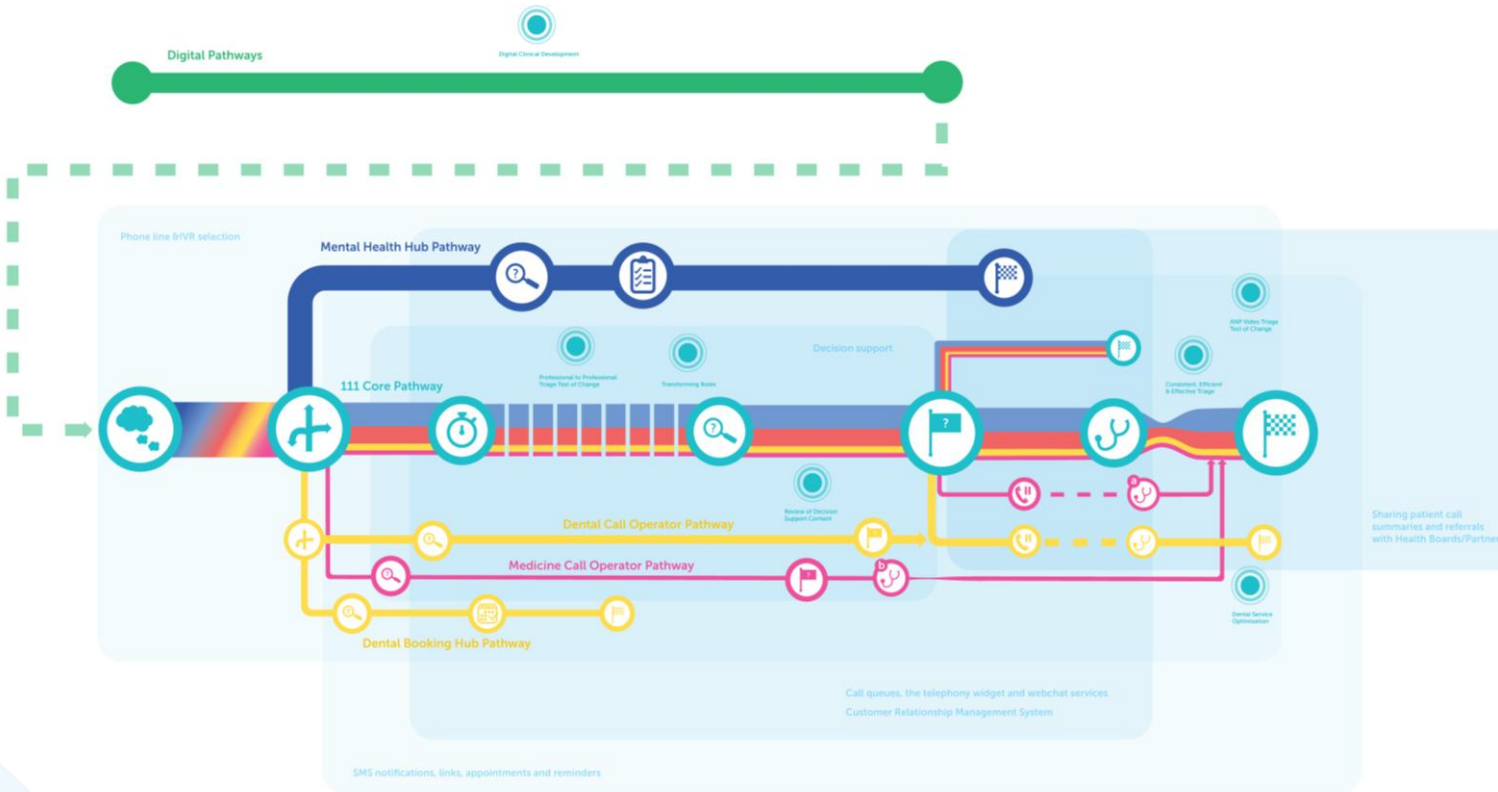 Digital Pathways
Digital Clinical Development
Phone line &IVR selection
Mental Health Hub Pathway
?
ANP Video Triage
Test of Change
Decision support
Professional to Professional
Triage Test of Change
Transforming Roles
Consistent, Efficient
& Effective Triage
111 Core Pathway
?
?
Review of Decision
Support Content
a
Dental Call Operator Pathway
?
?
Sharing patient call
summaries and referrals
with Health Boards/Partner
Medicine Call Operator Pathway
?
?
b
Dental Service
Optimisation
?
Dental Booking Hub Pathway
Call queues, the telephony widget and webchat services
Customer Relationship Management System
SMS notifications, links, appointments and reminders